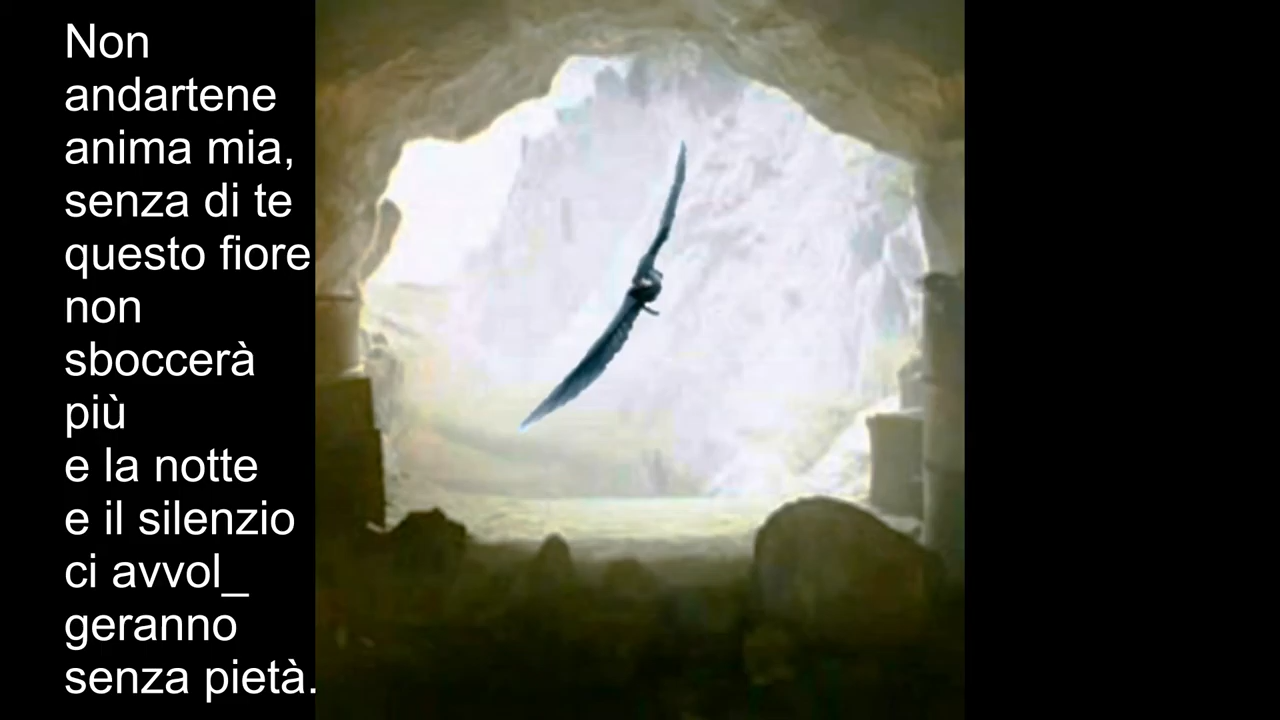 Non
andartene
anima mia,
senza di te
questo fiore
non
sboccerà
più
e la notte
e il silenzio
ci avvol_
geranno
senza pietà.